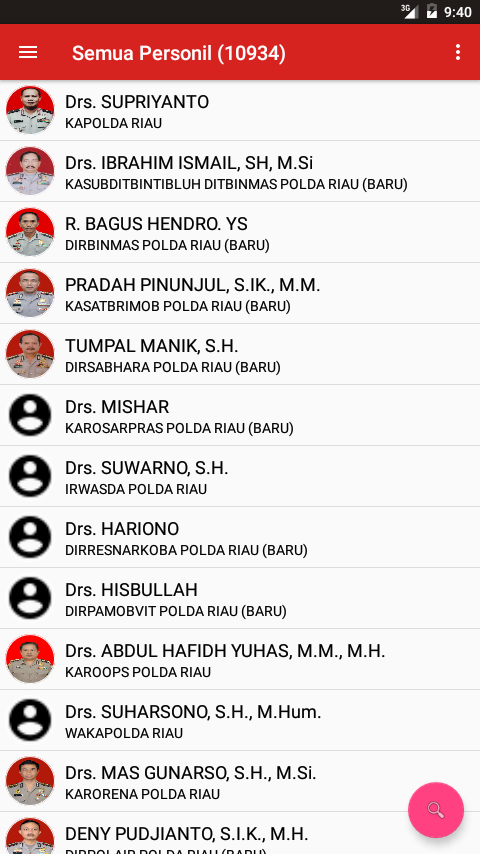 3G 9:40
Semua Personil (10934)
Drs. SUPRIYANTO
KAPOLDA RIAU
Drs. IBRAHIM ISMAIL, SH, M.Si
KASUBDITBINTIBLUH DITBINMAS POLDA RIAU (BARU)
R. BAGUS HENDRO. YS
DIRBINMAS POLDA RIAU (BARU)
PRADAH PINUNJUL, S.IK., M.M.
KASATBRIMOB POLDA RIAU (BARU)
TUMPAL MANIK, S.H.
DIRSABHARA POLDA RIAU (BARU)
Drs. MISHAR
KAROSARPRAS POLDA RIAU (BARU)
Drs. SUWARNO, S.H.
IRWASDA POLDA RIAU
Drs. HARIONO
DIRRESNARKOBA POLDA RIAU (BARU)
Drs. HISBULLAH
DIRPAMOBVIT POLDA RIAU (BARU)
Drs. ABDUL HAFIDH YUHAS, M.M., M.H.
KAROOPS POLDA RIAU
Drs. SUHARSONO, S.H., M.Hum.
WAKAPOLDA RIAU
Drs. MAS GUNARSO, S.H., M.Si.
KARORENA POLDA RIAU
DENY PUDJIANTO, S.I.K., M.H.
DIRPOLAIR POLDA RIAU (BARU)